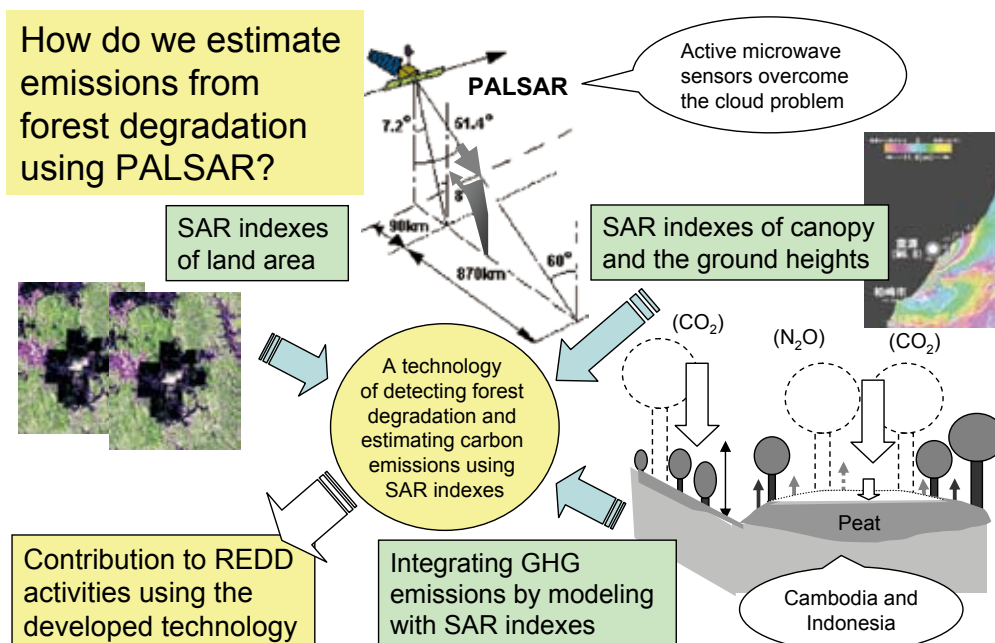 How do we estimate
emissions from
forest degradation
using PALSAR?
PALSAR
Active microwave
sensors overcome
the cloud problem
7.2°
51.4°
8
90km
870km
60°
SAR indexes
of land area
SAR indexes of canopy
and the ground heights
(CO₂)
(N₂O)
(CO₂)
A technology
of detecting forest
degradation and
estimating carbon
emissions using
SAR indexes
Peat
Contribution to REDD
activities using the
developed technology
Integrating GHG
emissions by modeling
with SAR indexes
Cambodia and
Indonesia